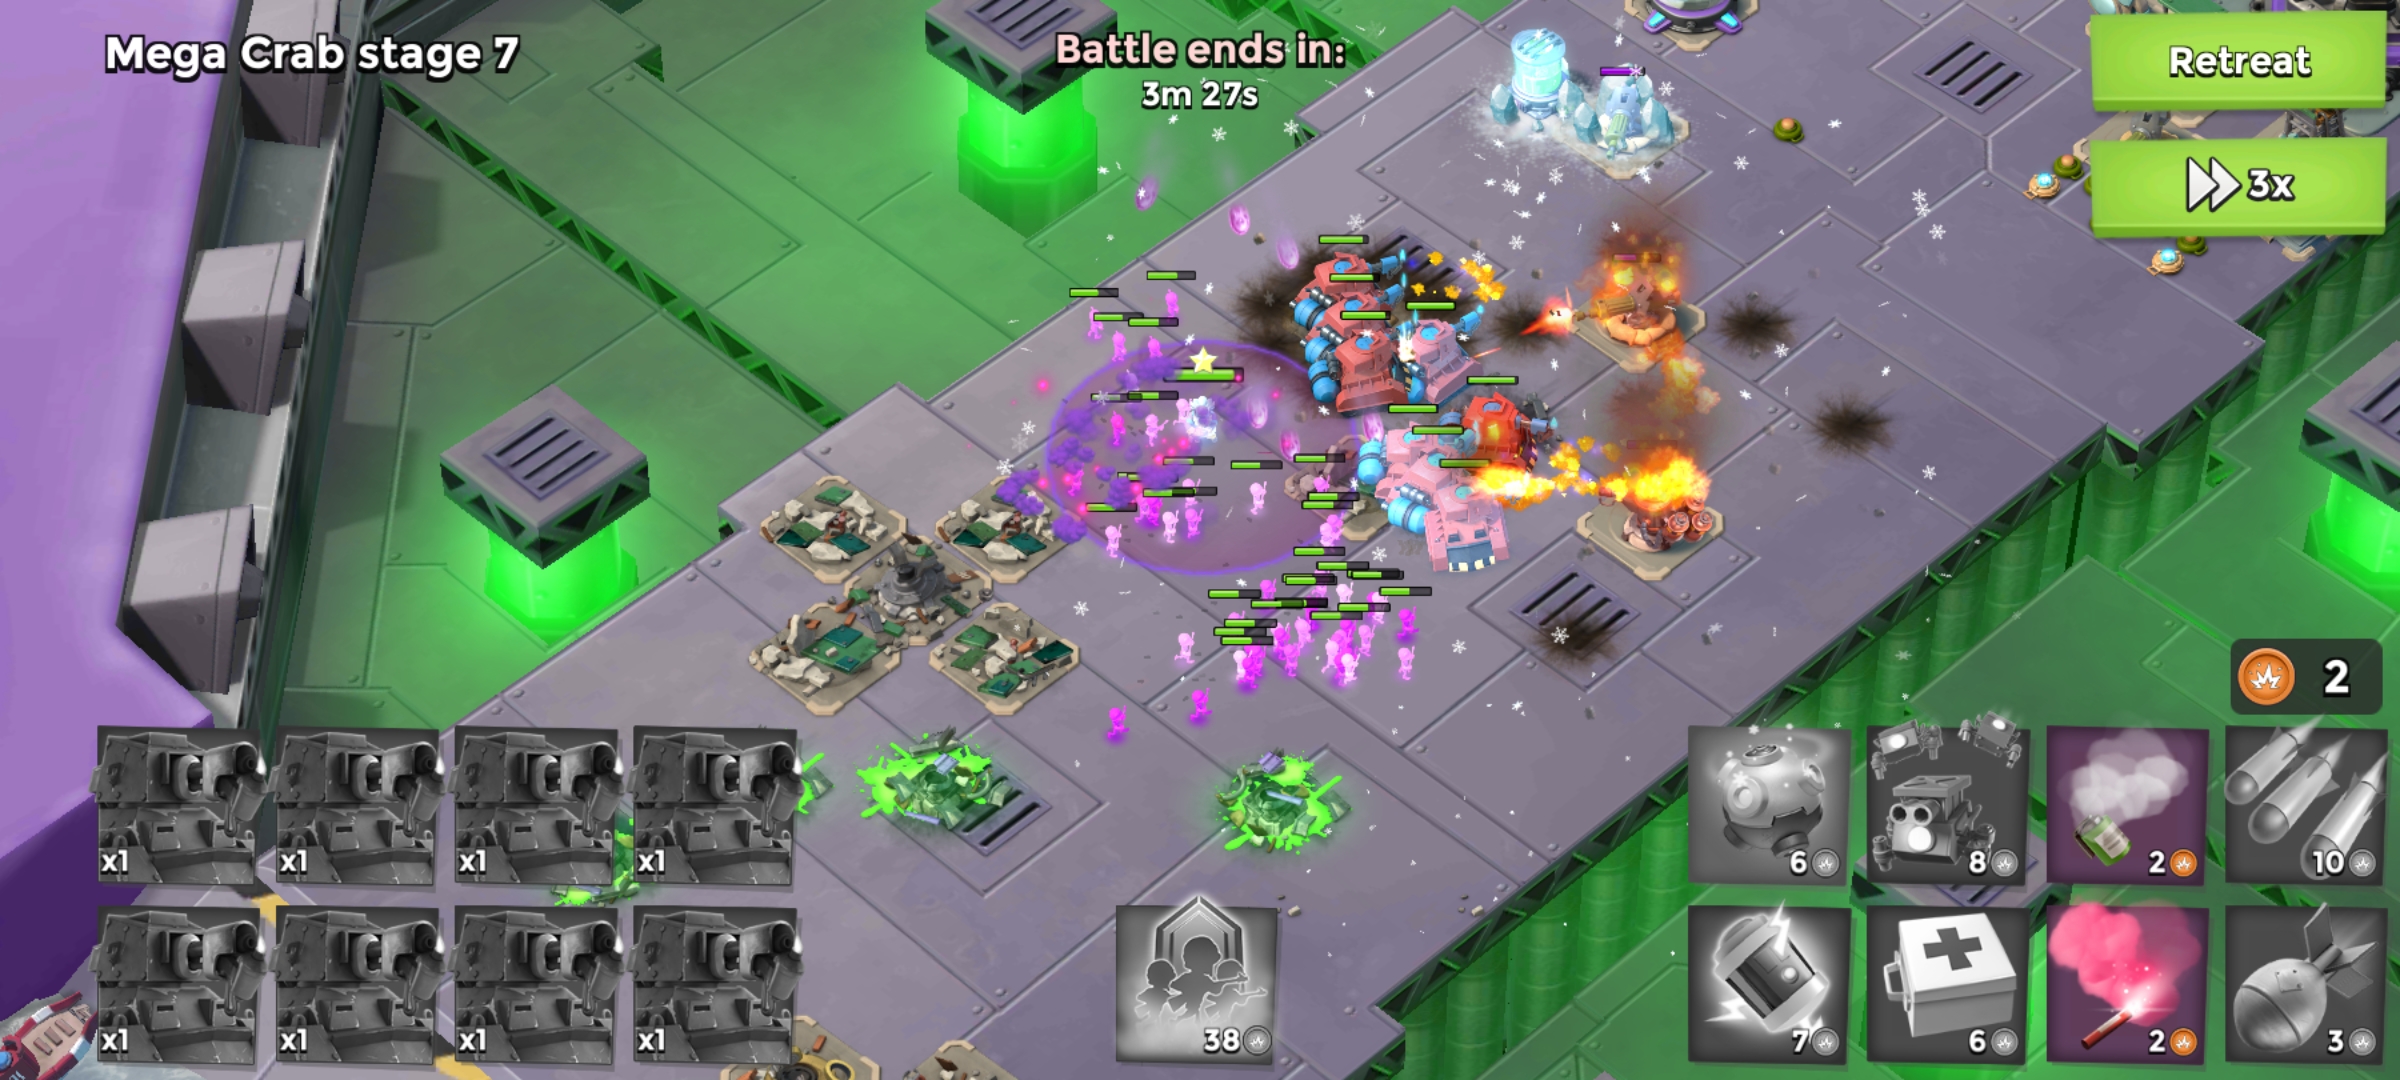 Mega Crab stage 7
Battle ends in:
3m 27s
Retreat
3x
2
x1
x1
x1
x1
6
8
2
10
x1
x1
x1
x1
38
7
6
2
3